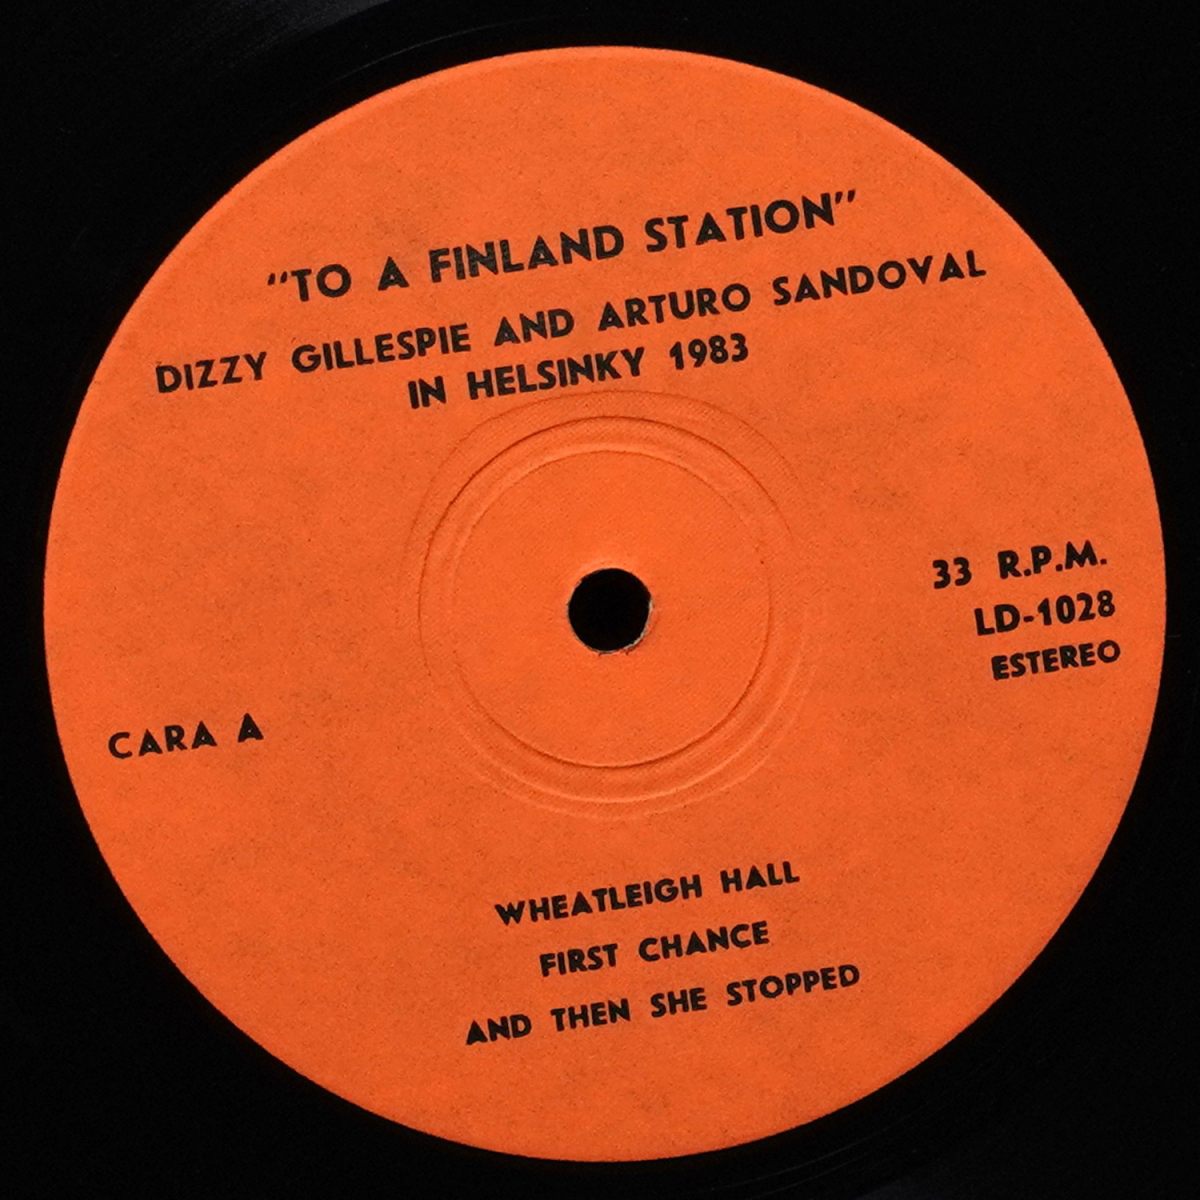 "TO A FINLAND STATION"
DIZZY GILLESPIE AND ARTURO SANDOVAL
IN HELSINKY 1983
33 R.P.M.
LD-1028
ESTEREO
CARA A
WHEATLEIGH HALL
FIRST CHANCE
AND THEN SHE STOPPED